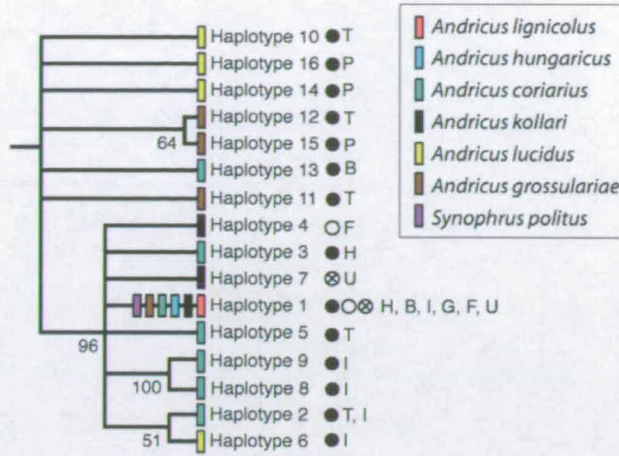 Haplotype 10 T
Haplotype 16 P
Haplotype 14 P
Haplotype 12 T
64
Haplotype 15 P
Haplotype 13 B
Haplotype 11 T
Haplotype 4 F
Haplotype 3 H
Haplotype 7 U
Haplotype 1 H, B, I, G, F, U
Haplotype 5 T
96
Haplotype 9 I
100
Haplotype 8 I
Haplotype 2 T, I
51
Haplotype 6 I
Andricus lignicolus
Andricus hungaricus
Andricus coriarius
Andricus kollari
Andricus lucidus
Andricus grossulariae
Synophrus politus